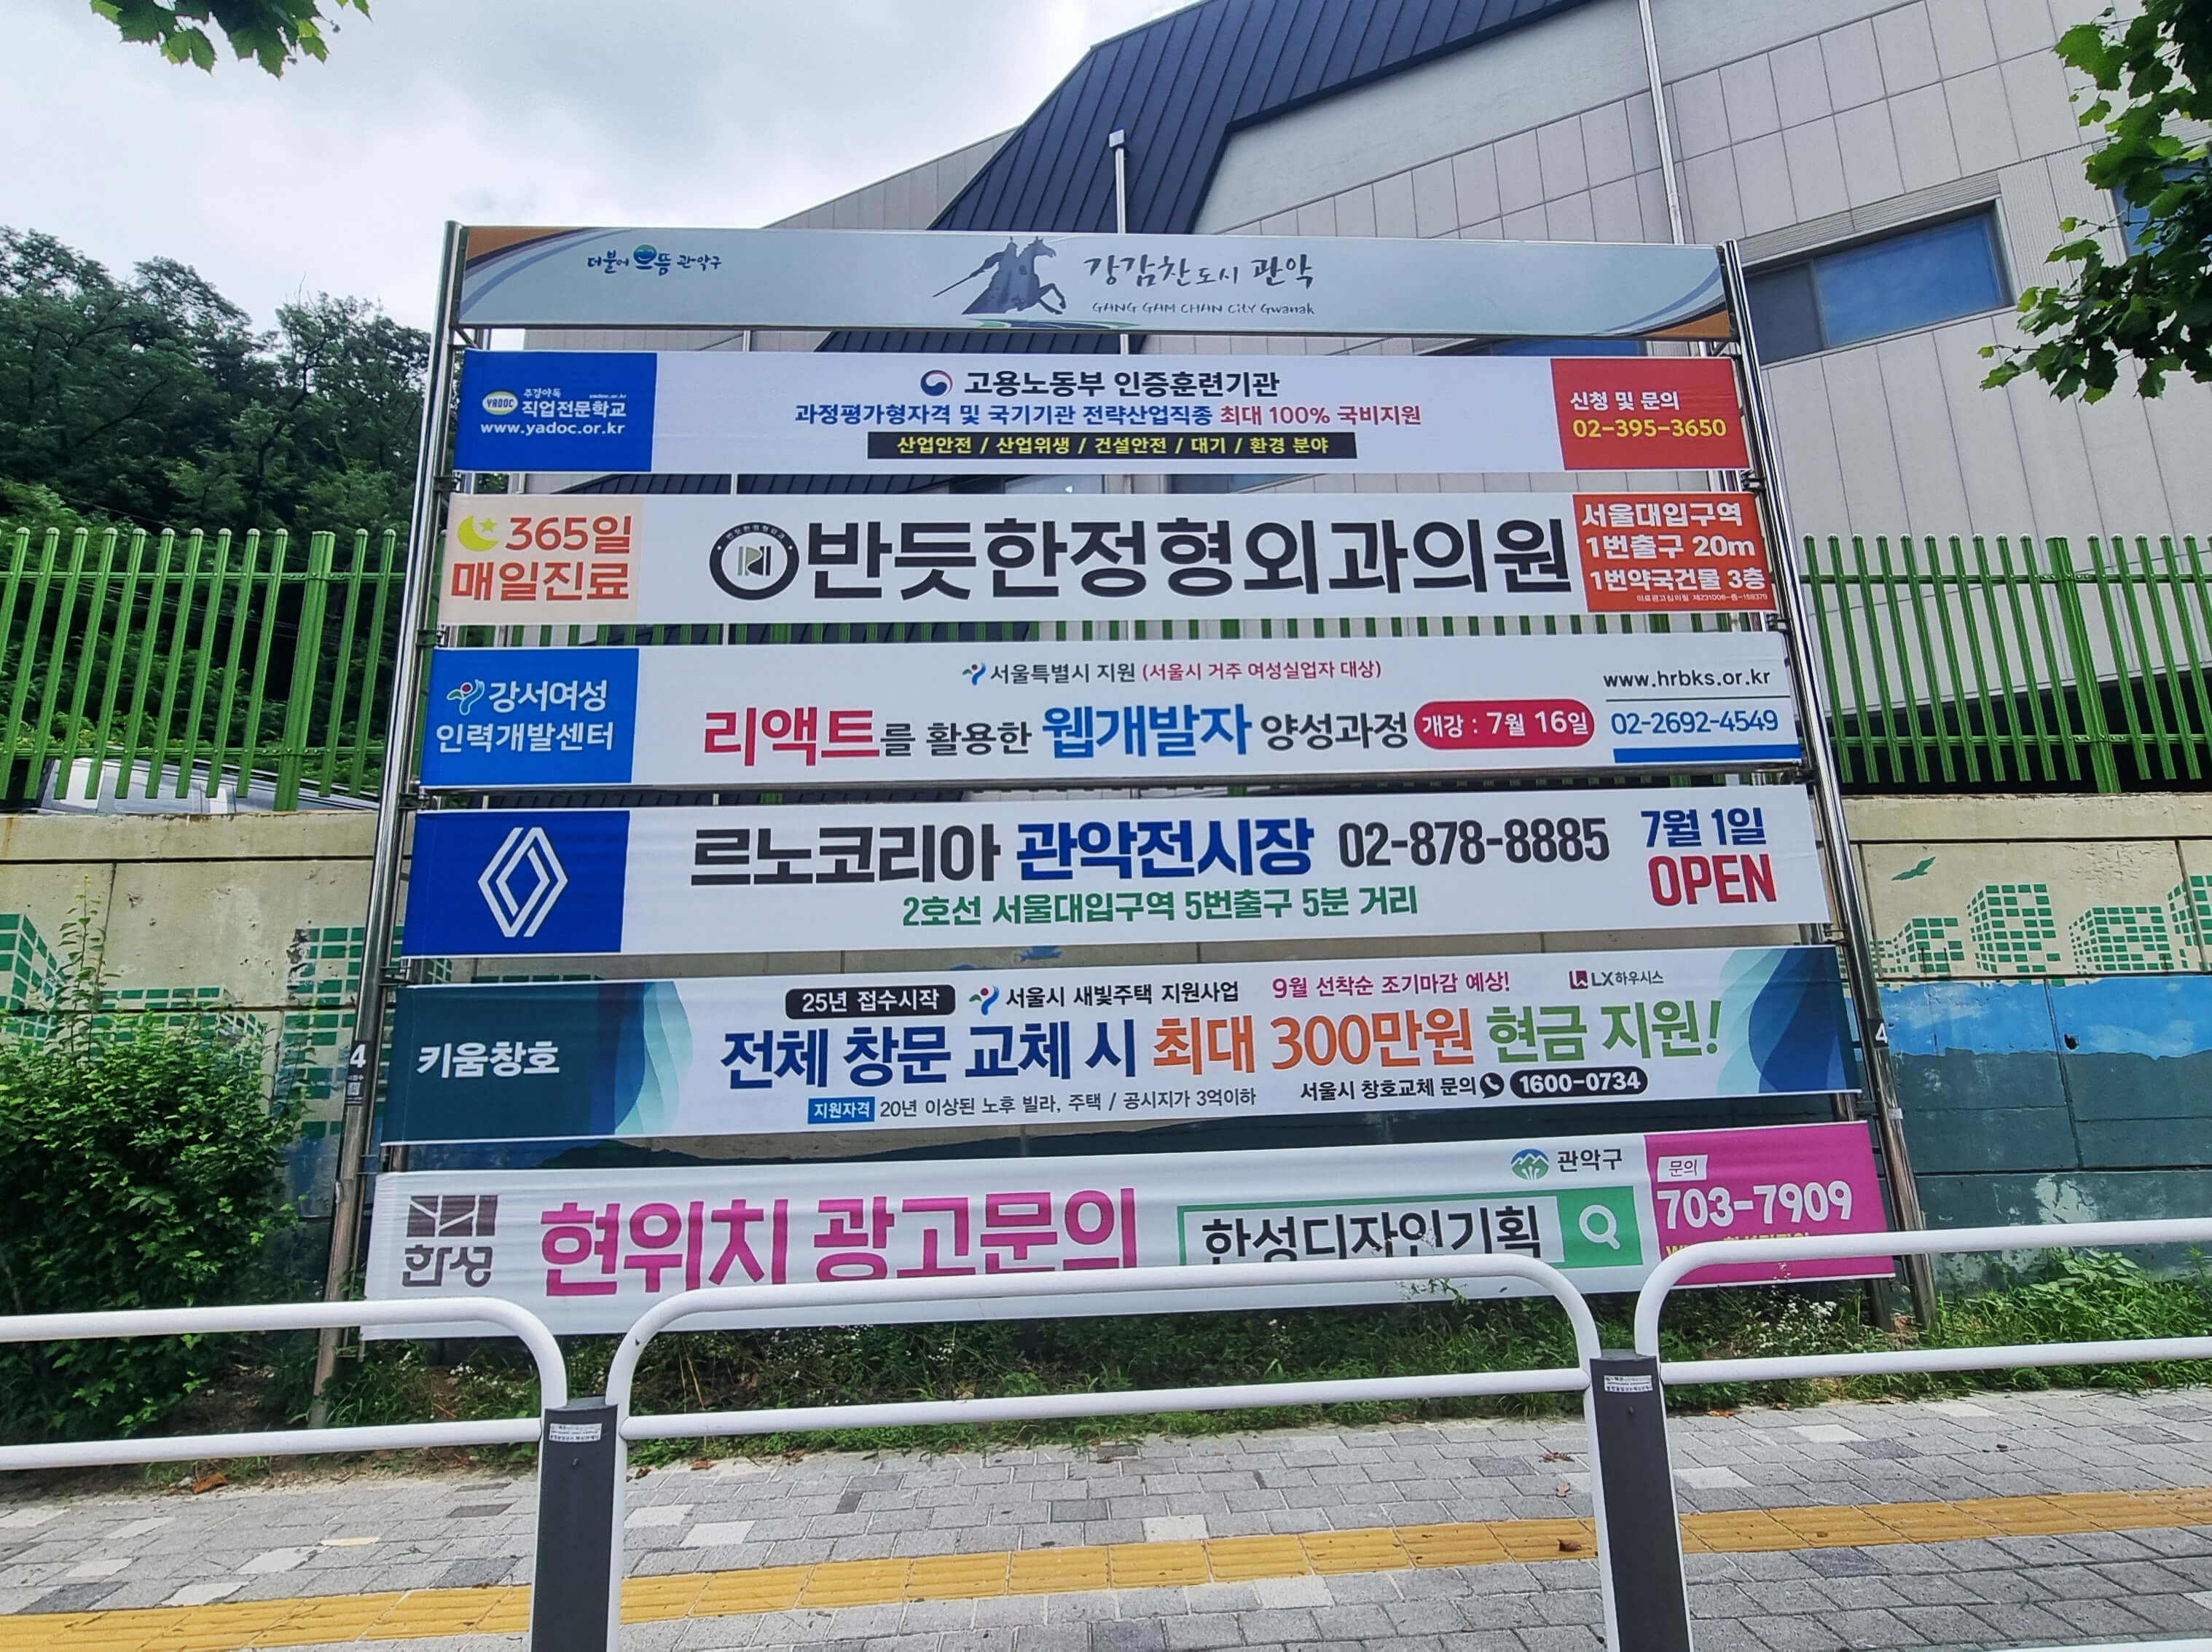 더불어 으뜸 관악구
강감찬도시 관악
GANG GAM CHAN City Gwanak
YADOC
주경야독
yadoc.or.kr
직업전문학교
www.yadoc.or.kr
고용노동부 인증훈련기관
과정평가형자격 및 국기기관 전략산업직종 최대 100% 국비지원
산업안전 / 산업위생 / 건설안전 / 대기 / 환경 분야
신청 및 문의
02-395-3650
365일
매일진료
반듯한정형외과의원
서울대입구역
1번출구 20m
1번약국건물 3층
강서여성
인력개발센터
서울특별시 지원 (서울시 거주 여성실업자 대상)
리액트를 활용한 웹개발자 양성과정 개강 : 7월 16일
www.hrbks.or.kr
02-2692-4549
르노코리아 관악전시장 02-878-8885
2호선 서울대입구역 5번출구 5분 거리
7월 1일
OPEN
키움창호
25년 접수시작 서울시 새빛주택 지원사업 9월 선착순 조기마감 예상! LX하우시스
전체 창문 교체 시 최대 300만원 현금 지원!
지원자격 20년 이상된 노후 빌라, 주택 / 공시지가 3억이하 서울시 창호교체 문의 1600-0734
4
4
한성
현위치 광고문의
관악구
한성디자인기획
문의
703-7909